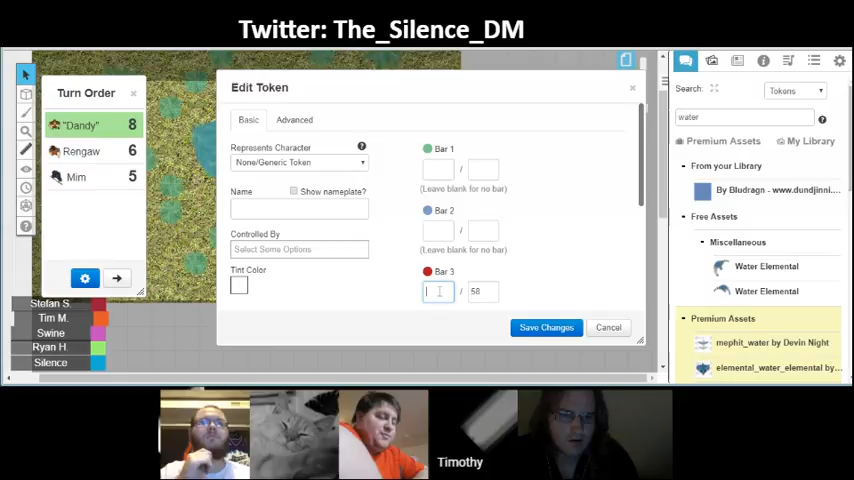 Twitter: The_Silence_DM
Turn Order
×
"Dandy" 8
Rengaw 6
Mim 5
Edit Token
×
Basic
Advanced
Represents Character
None/Generic Token
Name
Show nameplate?
Controlled By
Select Some Options
Tint Color
Bar 1
/
(Leave blank for no bar)
Bar 2
/
(Leave blank for no bar)
Bar 3
/ 58
Save Changes
Cancel
Search:
Tokens
water
Premium Assets
My Library
From your Library
By Bludragn - www.dundjinni....
Free Assets
Miscellaneous
Water Elemental
Water Elemental
Premium Assets
mephit_water by Devin Night
elemental_water_elemental by...
Stefan S.
Tim M.
Swine
Ryan H.
Silence
Timothy